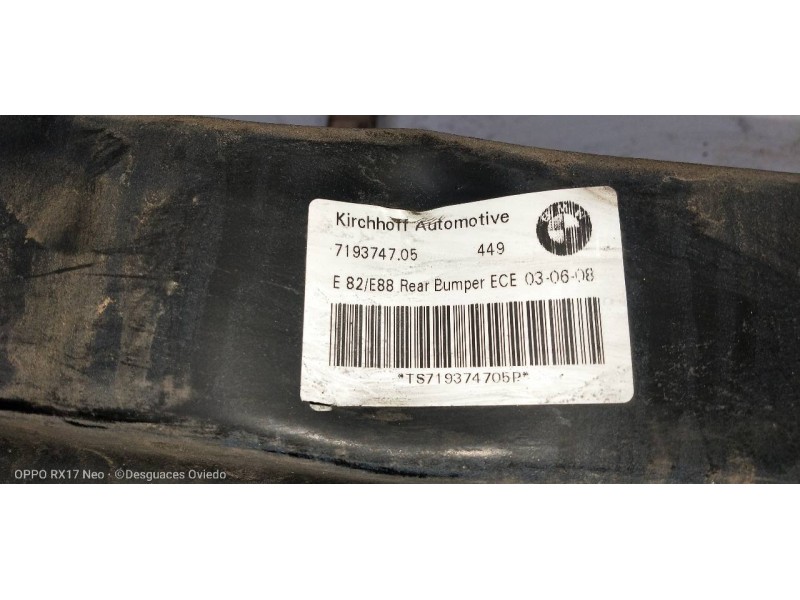 Kirchhoff Automotive
7193747.05 449
E 82/E88 Rear Bumper ECE 03-06-08
*TS719374705P*
OPPO RX17 Neo · ©Desguaces Oviedo